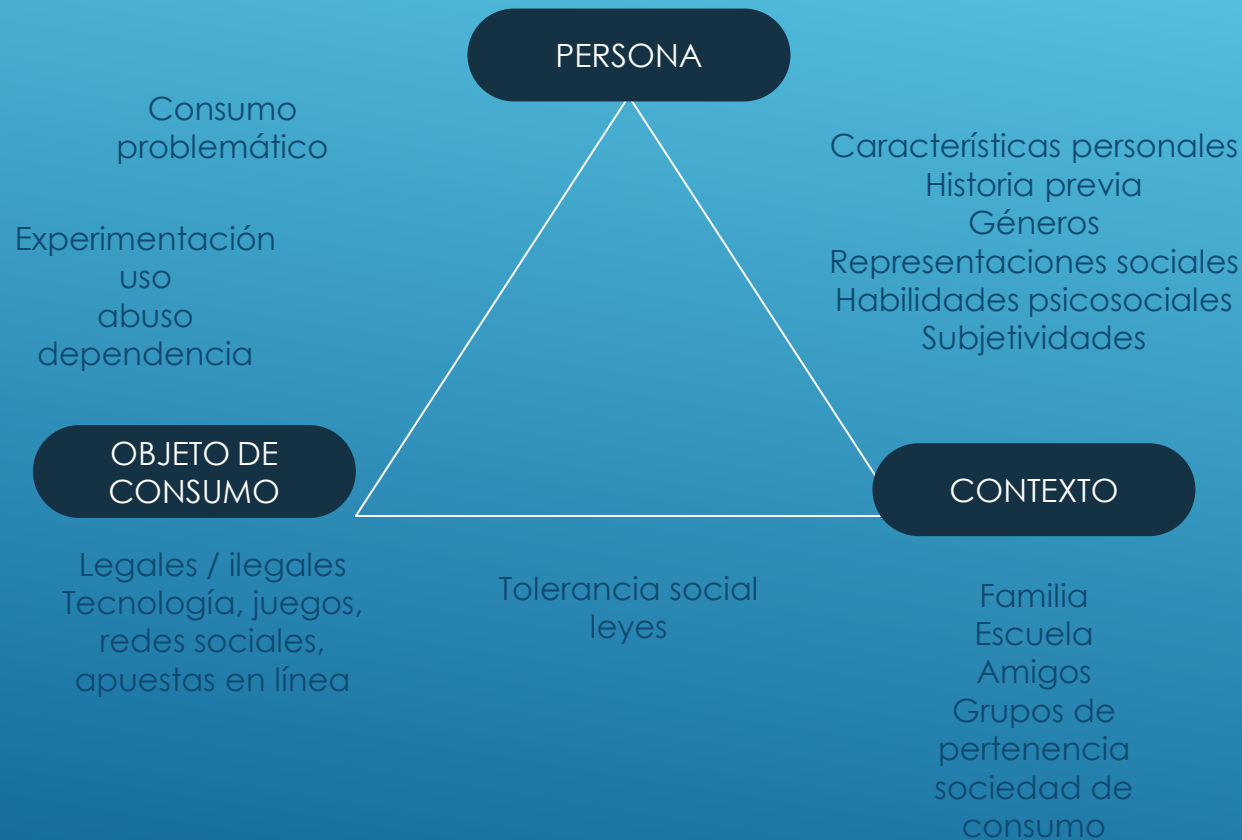 PERSONA
Consumo
problemático
Características personales
Historia previa
Géneros
Representaciones sociales
Habilidades psicosociales
Subjetividades
Experimentación
uso
abuso
dependencia
OBJETO DE
CONSUMO
CONTEXTO
Legales / ilegales
Tecnología, juegos,
redes sociales,
apuestas en línea
Tolerancia social
leyes
Familia
Escuela
Amigos
Grupos de
pertenencia
sociedad de
consumo